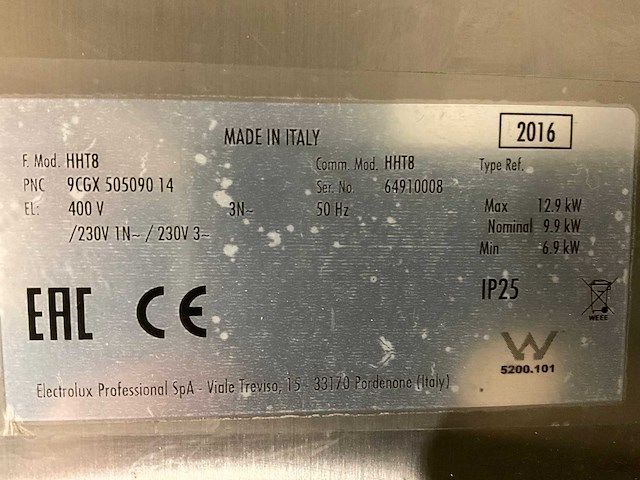 2016
MADE IN ITALY
F. Mod. HHT8
Comm. Mod. HHT8
Type Ref.
PNC 9CGX 505090 14
Ser. No. 64910008
EL: 400 V 3N~ 50 Hz
/230V 1N~ / 230V 3~
Max 12.9 kW
Nominal 9.9 kW
Min 6.9 kW
IP25
EAC CE
WEEE
W
5200.101
Electrolux Professional SpA - Viale Treviso, 15 - 33170 Pordenone (Italy)